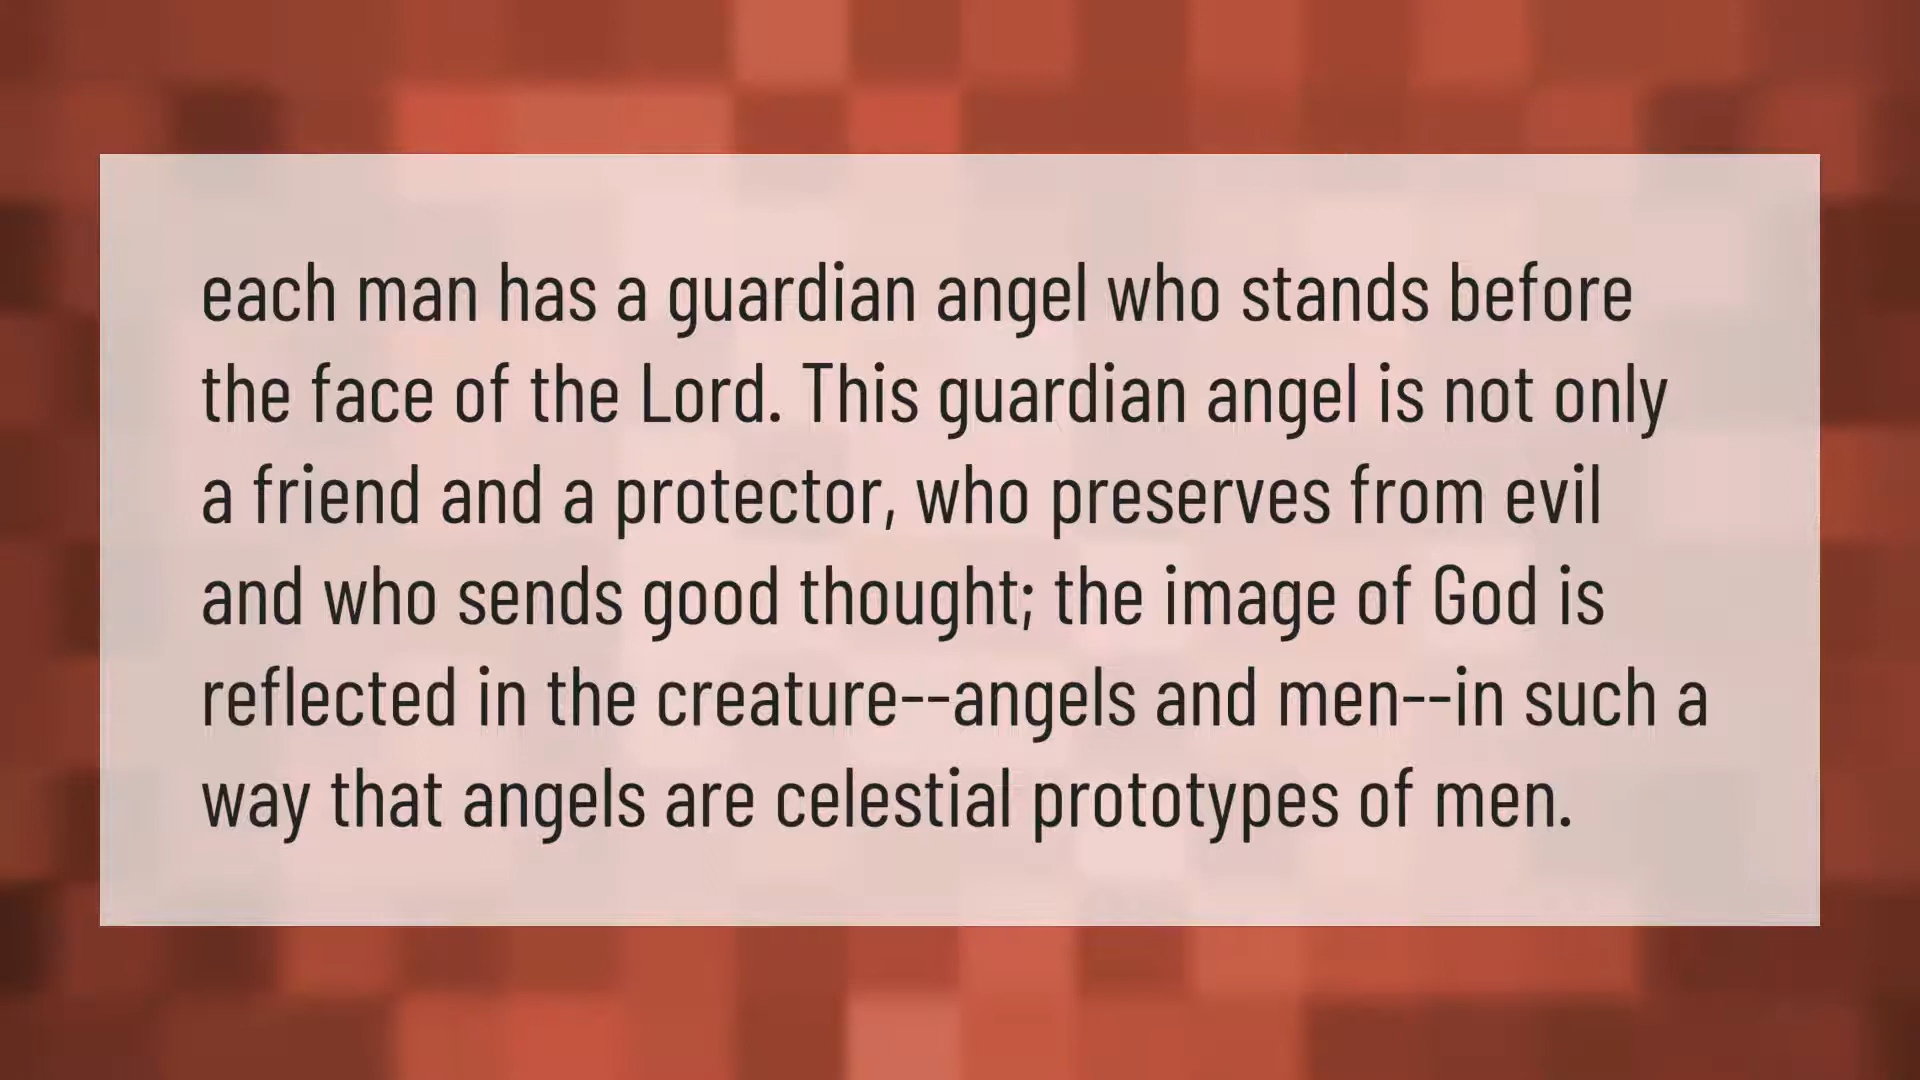 each man has a guardian angel who stands before
the face of the Lord. This guardian angel is not only
a friend and a protector, who preserves from evil
and who sends good thought; the image of God is
reflected in the creature--angels and men--in such a
way that angels are celestial prototypes of men.